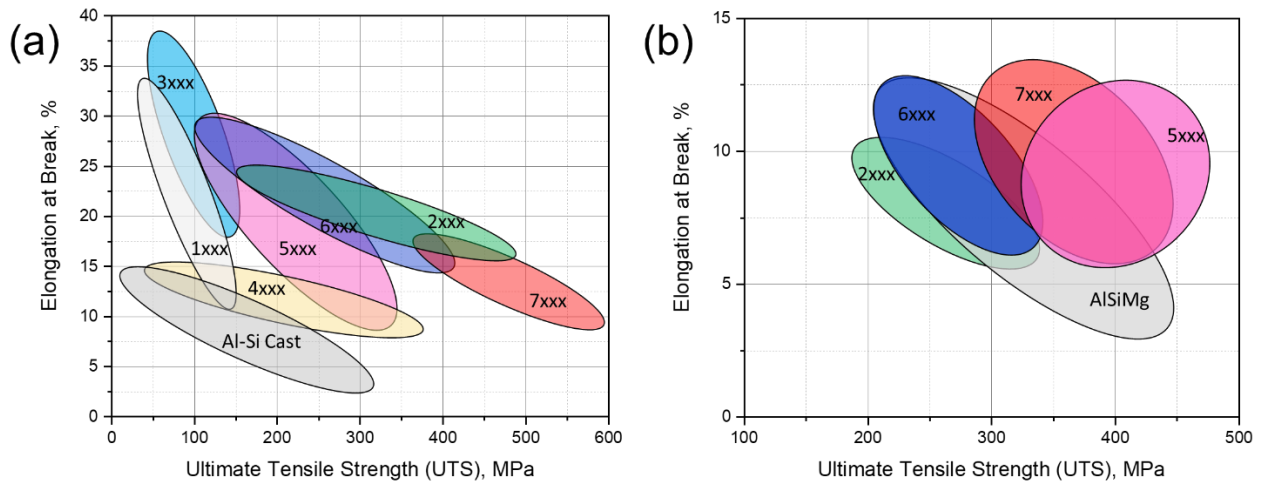 (a)
Elongation at Break, %
40
35
30
25
20
15
10
5
0
3xxx
1xxx
5xxx
6xxx
2xxx
4xxx
7xxx
Al-Si Cast
0 100 200 300 400 500 600
Ultimate Tensile Strength (UTS), MPa
(b)
Elongation at Break, %
15
10
5
0
7xxx
6xxx
5xxx
2xxx
AlSiMg
100 200 300 400 500
Ultimate Tensile Strength (UTS), MPa